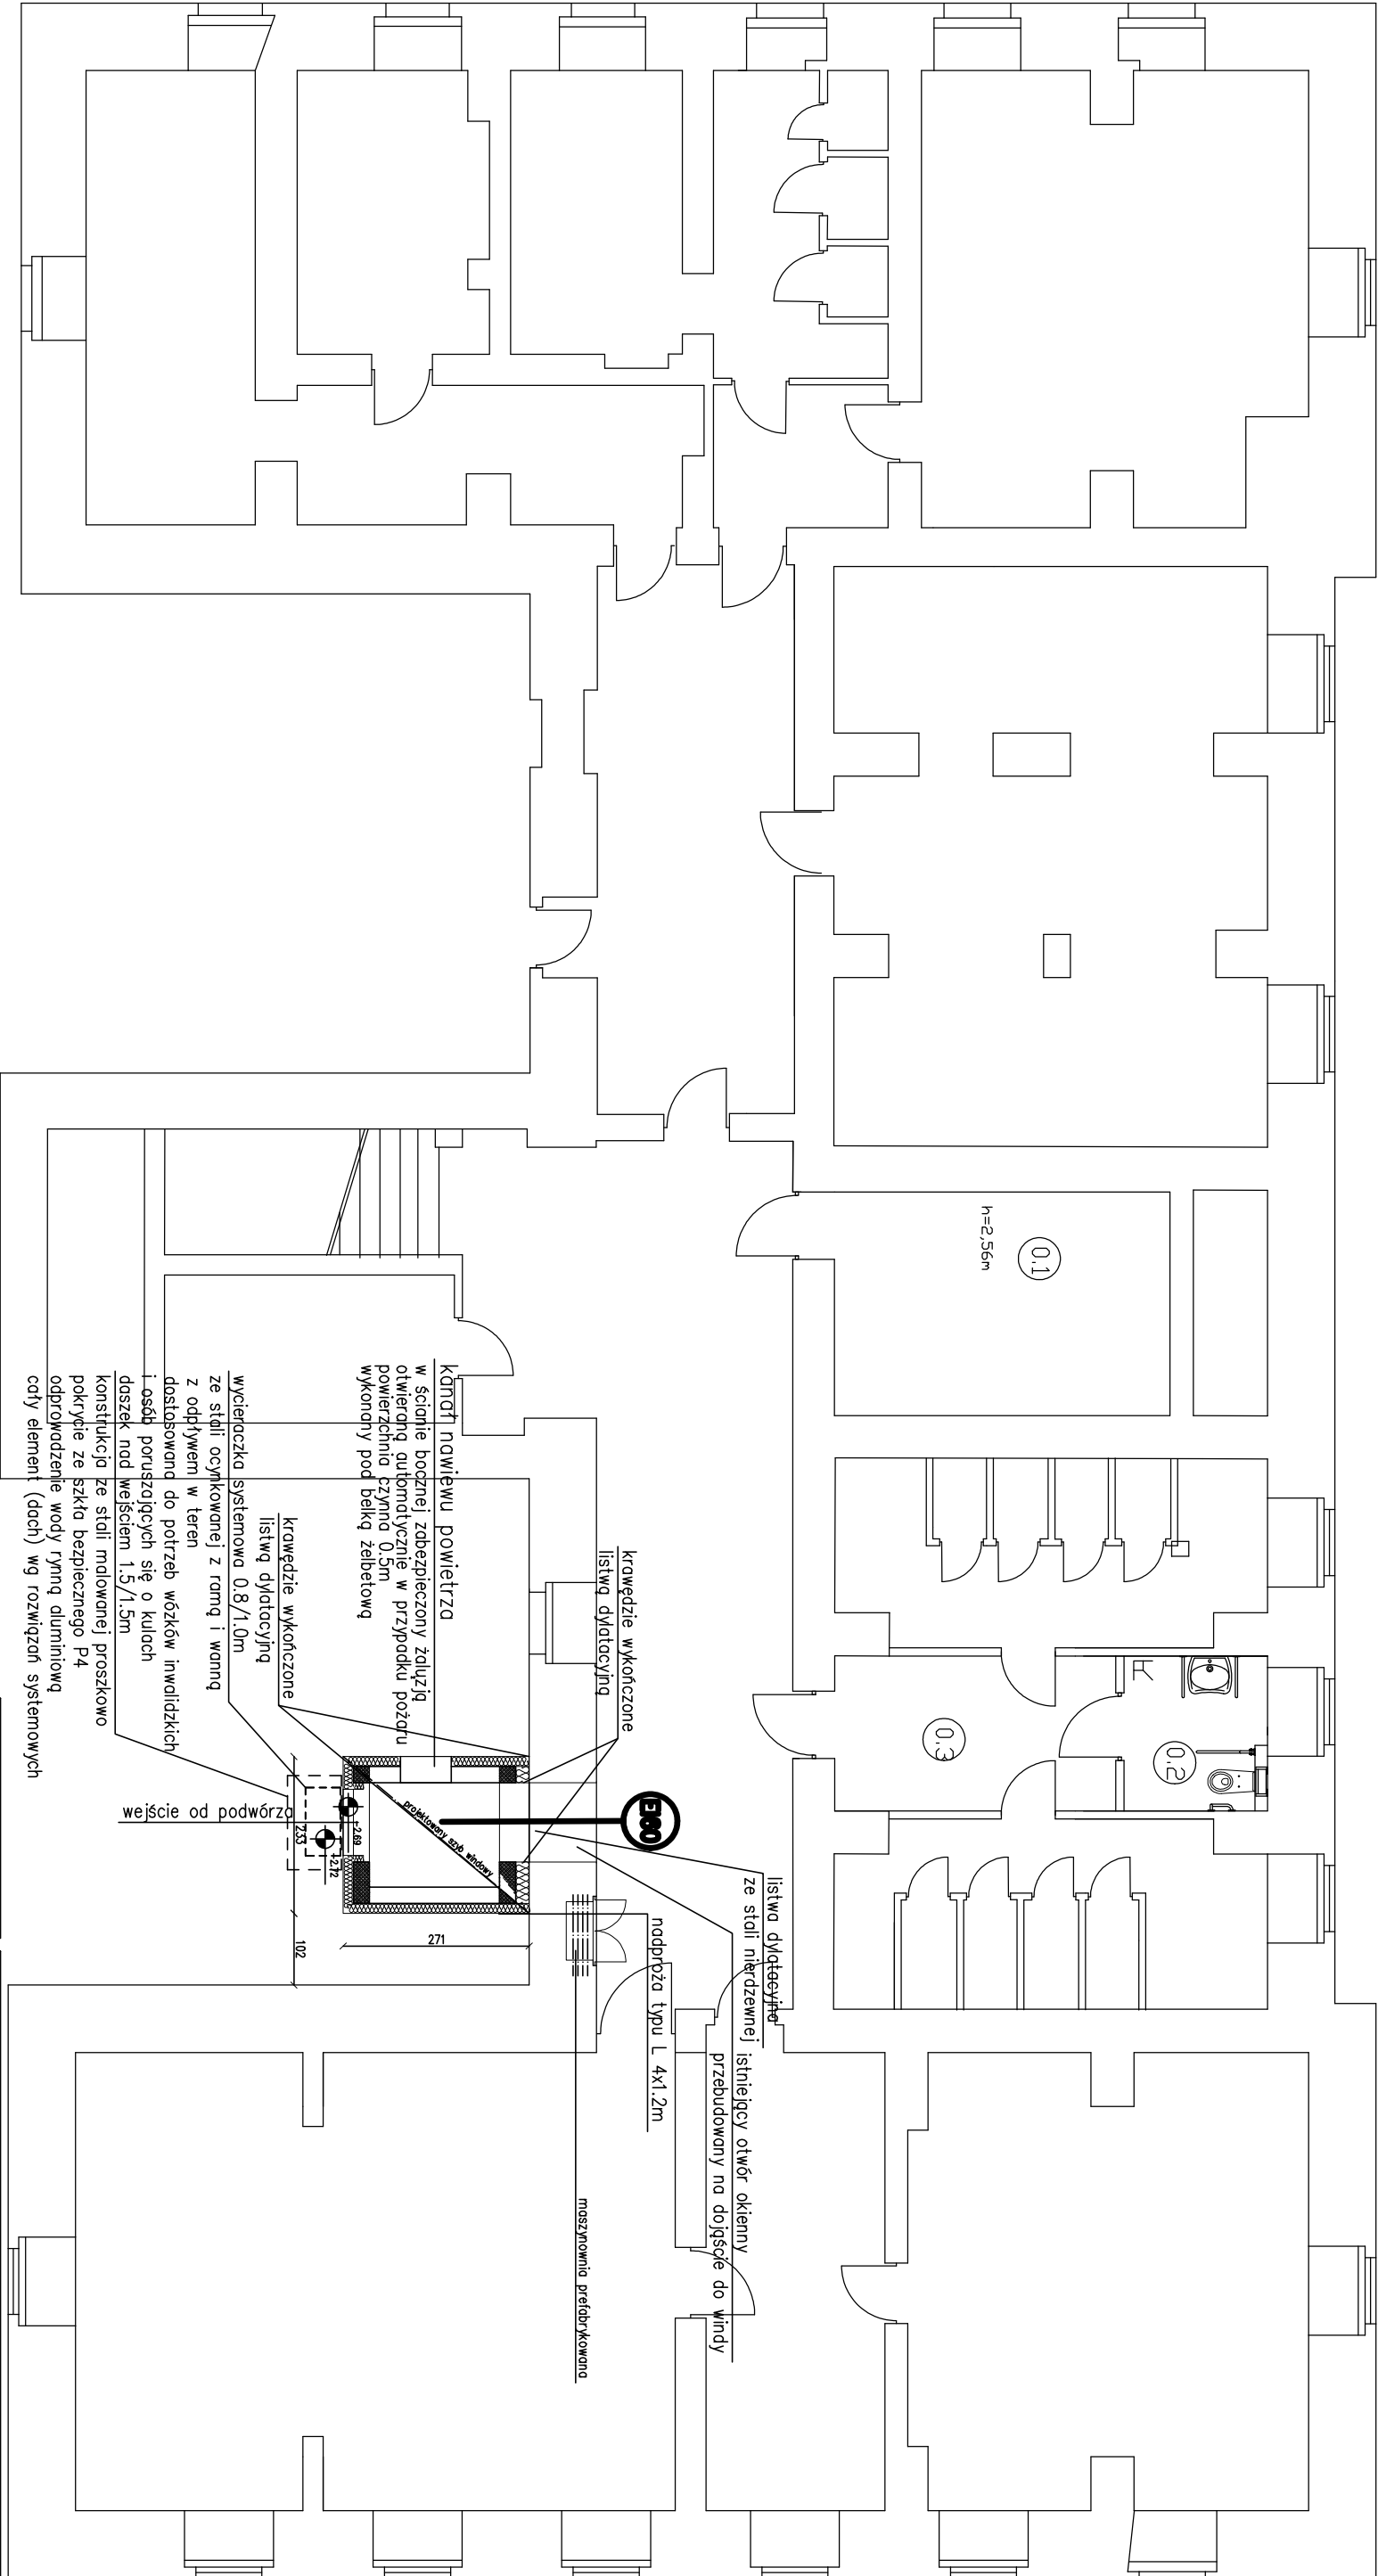 0.1
h=2,56m
0.2
0.3
EI60
listwa dylatacyjna
ze stali nierdzewnej
istniejący otwór okienny
przebudowany na dojście do windy
nadproża typu L 4x1.2m
krawędzie wykończone
listwą dylatacyjną
maszynownia prefabrykowana
kanał nawiewu powietrza
w ścianie bocznej zabezpieczony żaluzją
otwieraną automatycznie w przypadku pożaru
powierzchnia czynna 0.5m
wykonany pod belką żelbetową
projektowany szyb windowy
krawędzie wykończone
listwą dylatacyjną
wycieraczka systemowa 0.8/1.0m
ze stali ocynkowanej z ramą i wanną
z odpływem w teren
dostosowana do potrzeb wózków inwalidzkich
i osób poruszających się o kulach
daszek nad wejściem 1.5/1.5m
konstrukcja ze stali malowanej proszkowo
pokrycie ze szkła bezpiecznego P4
odprowadzenie wody rynną aluminiową
cały element (dach) wg rozwiązań systemowych
wejście od podwórza
-2.69
233
102
271